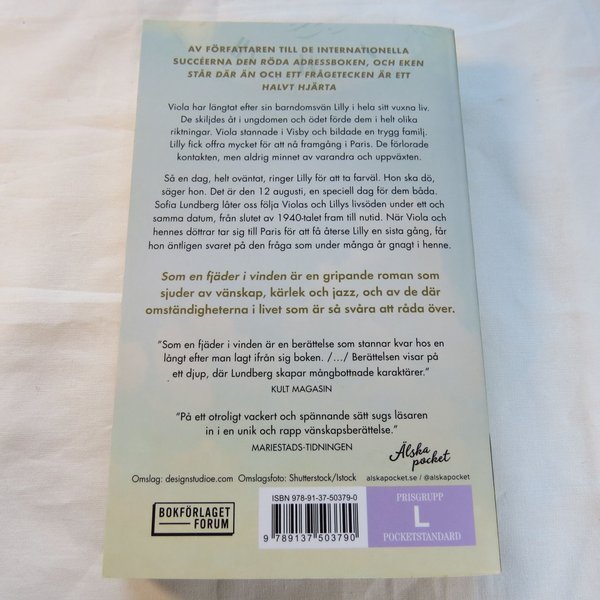 AV FÖRFATTAREN TILL DE INTERNATIONELLA
SUCCÉERNA DEN RÖDA ADRESSBOKEN, OCH EKEN
STÅR DÄR ÄN OCH ETT FRÅGETECKEN ÄR ETT
HALVT HJÄRTA
Viola har längtat efter sin barndomsvän Lilly i hela sitt vuxna liv.
De skiljdes åt i ungdomen och ödet förde dem i helt olika
riktningar. Viola stannade i Visby och bildade en trygg familj.
Lilly fick offra mycket för att nå framgång i Paris. De förlorade
kontakten, men aldrig minnet av varandra och uppväxten.
Så en dag, helt oväntat, ringer Lilly för att ta farväl. Hon ska dö,
säger hon. Det är den 12 augusti, en speciell dag för dem båda.
Sofia Lundberg låter oss följa Violas och Lillys livsöden under ett och
samma datum, från slutet av 1940-talet fram till nutid. När Viola och
hennes döttrar tar sig till Paris för att få återse Lilly en sista gång, får
hon äntligen svaret på den fråga som under många år gnagt i henne.
Som en fjäder i vinden är en gripande roman som
sjuder av vänskap, kärlek och jazz, och av de där
omständigheterna i livet som är så svåra att råda över.
”Som en fjäder i vinden är en berättelse som stannar kvar hos en
långt efter man lagt ifrån sig boken. /…/ Berättelsen visar på
ett djup, där Lundberg skapar mångbottnade karaktärer.”
KULT MAGASIN
”På ett otroligt vackert och spännande sätt sugs läsaren
in i en unik och rapp vänskapsberättelse.”
MARIESTADS-TIDNINGEN
Älska
pocket
Omslag: designstudioe.com Omslagsfoto: Shutterstock/Istock
alskapocket.se / @alskapocket
BOKFÖRLAGET
FORUM
ISBN 978-91-37-50379-0
9 789137 503790
PRISGRUPP
L
POCKETSTANDARD